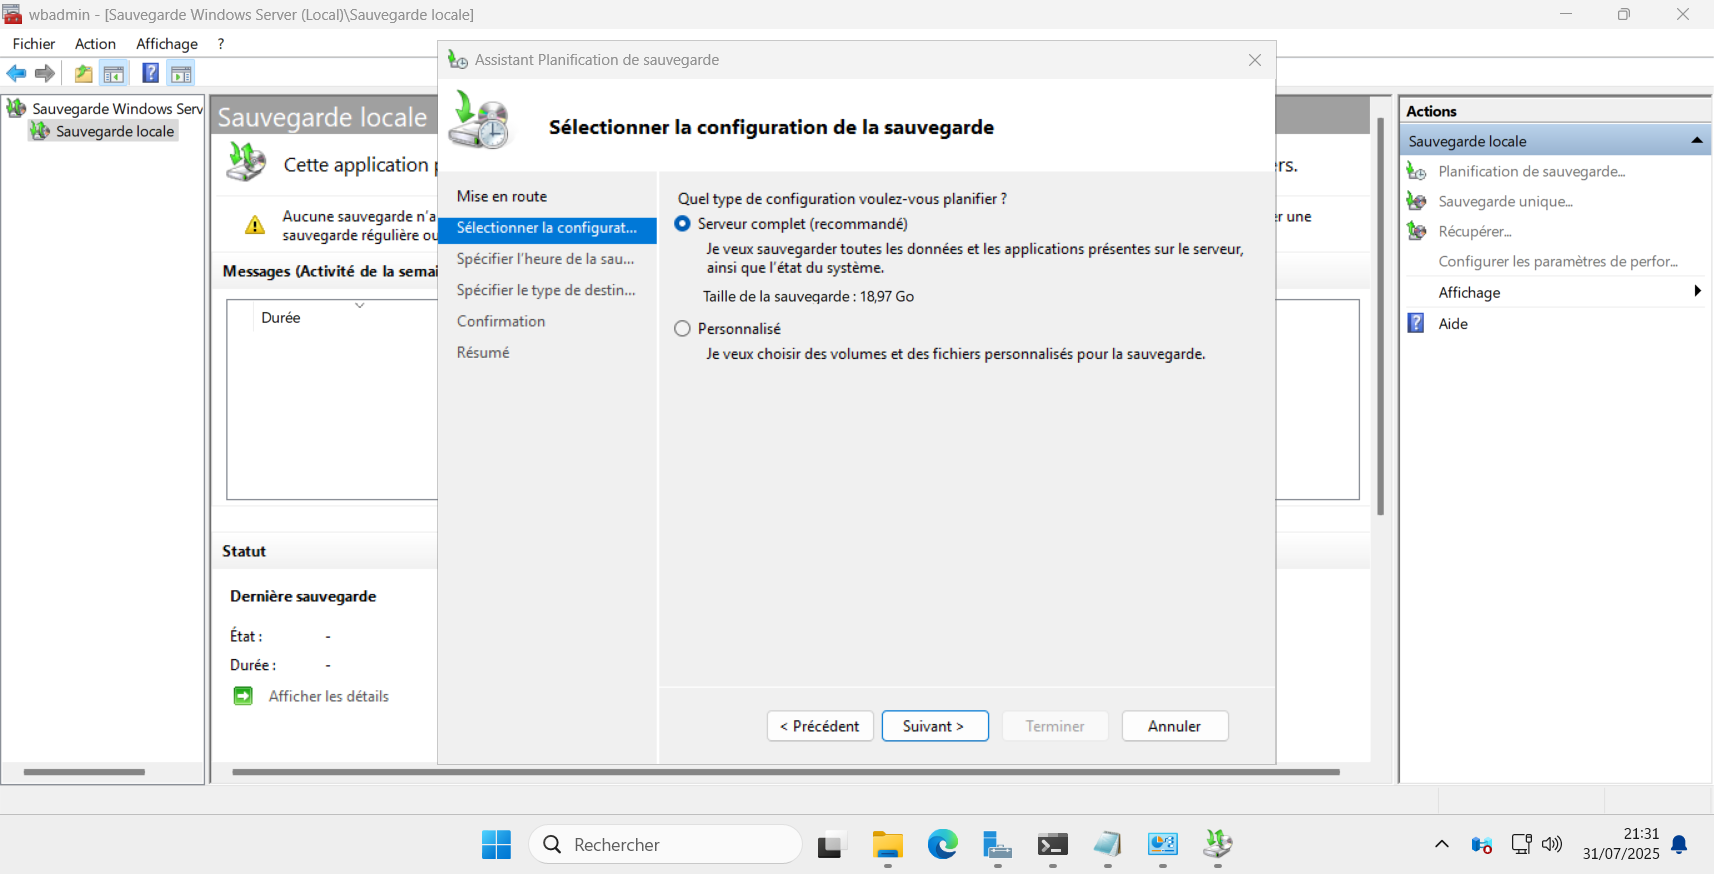 wbadmin - [Sauvegarde Windows Server (Local)\Sauvegarde locale]
Fichier Action Affichage ?
Sauvegarde Windows Serv
Sauvegarde locale
Sauvegarde locale
Cette application
rs.
Aucune sauvegarde n'a
sauvegarde régulière ou
er une
Messages (Activité de la semai
Durée
Statut
Dernière sauvegarde
État : -
Durée : -
Afficher les détails
Assistant Planification de sauvegarde
Sélectionner la configuration de la sauvegarde
Mise en route
Sélectionner la configurat...
Spécifier l'heure de la sau...
Spécifier le type de destin...
Confirmation
Résumé
Quel type de configuration voulez-vous planifier ?
Serveur complet (recommandé)
Je veux sauvegarder toutes les données et les applications présentes sur le serveur,
ainsi que l'état du système.
Taille de la sauvegarde : 18,97 Go
Personnalisé
Je veux choisir des volumes et des fichiers personnalisés pour la sauvegarde.
< Précédent Suivant > Terminer Annuler
Actions
Sauvegarde locale
Planification de sauvegarde...
Sauvegarde unique...
Récupérer...
Configurer les paramètres de perfor...
Affichage
Aide
Rechercher
21:31
31/07/2025